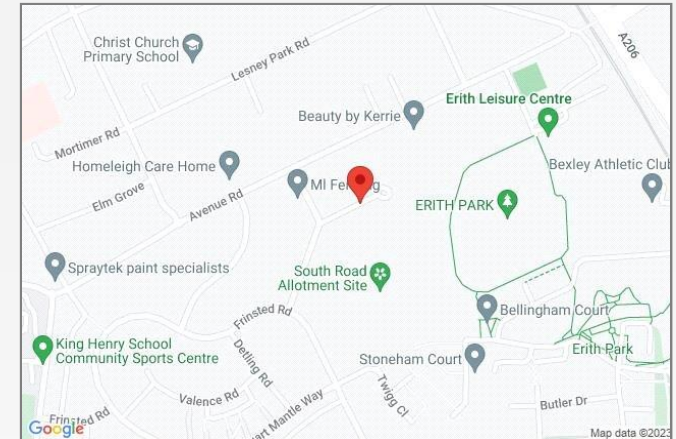 Christ Church
Primary School
Lesney Park Rd
A206
Erith Leisure Centre
Beauty by Kerrie
Mortimer Rd
Homeleigh Care Home
Bexley Athletic Club
Elm Grove
Avenue Rd
ERITH PARK
Spraytek paint specialists
South Road
Allotment Site
Frinsted Rd
Bellingham Court
King Henry School
Community Sports Centre
Detling Rd
Stoneham Court
Erith Park
Valence Rd
Twigg Cl
Mantle Way
Butler Dr
Frinsted Rd
Google
Map data ©2023